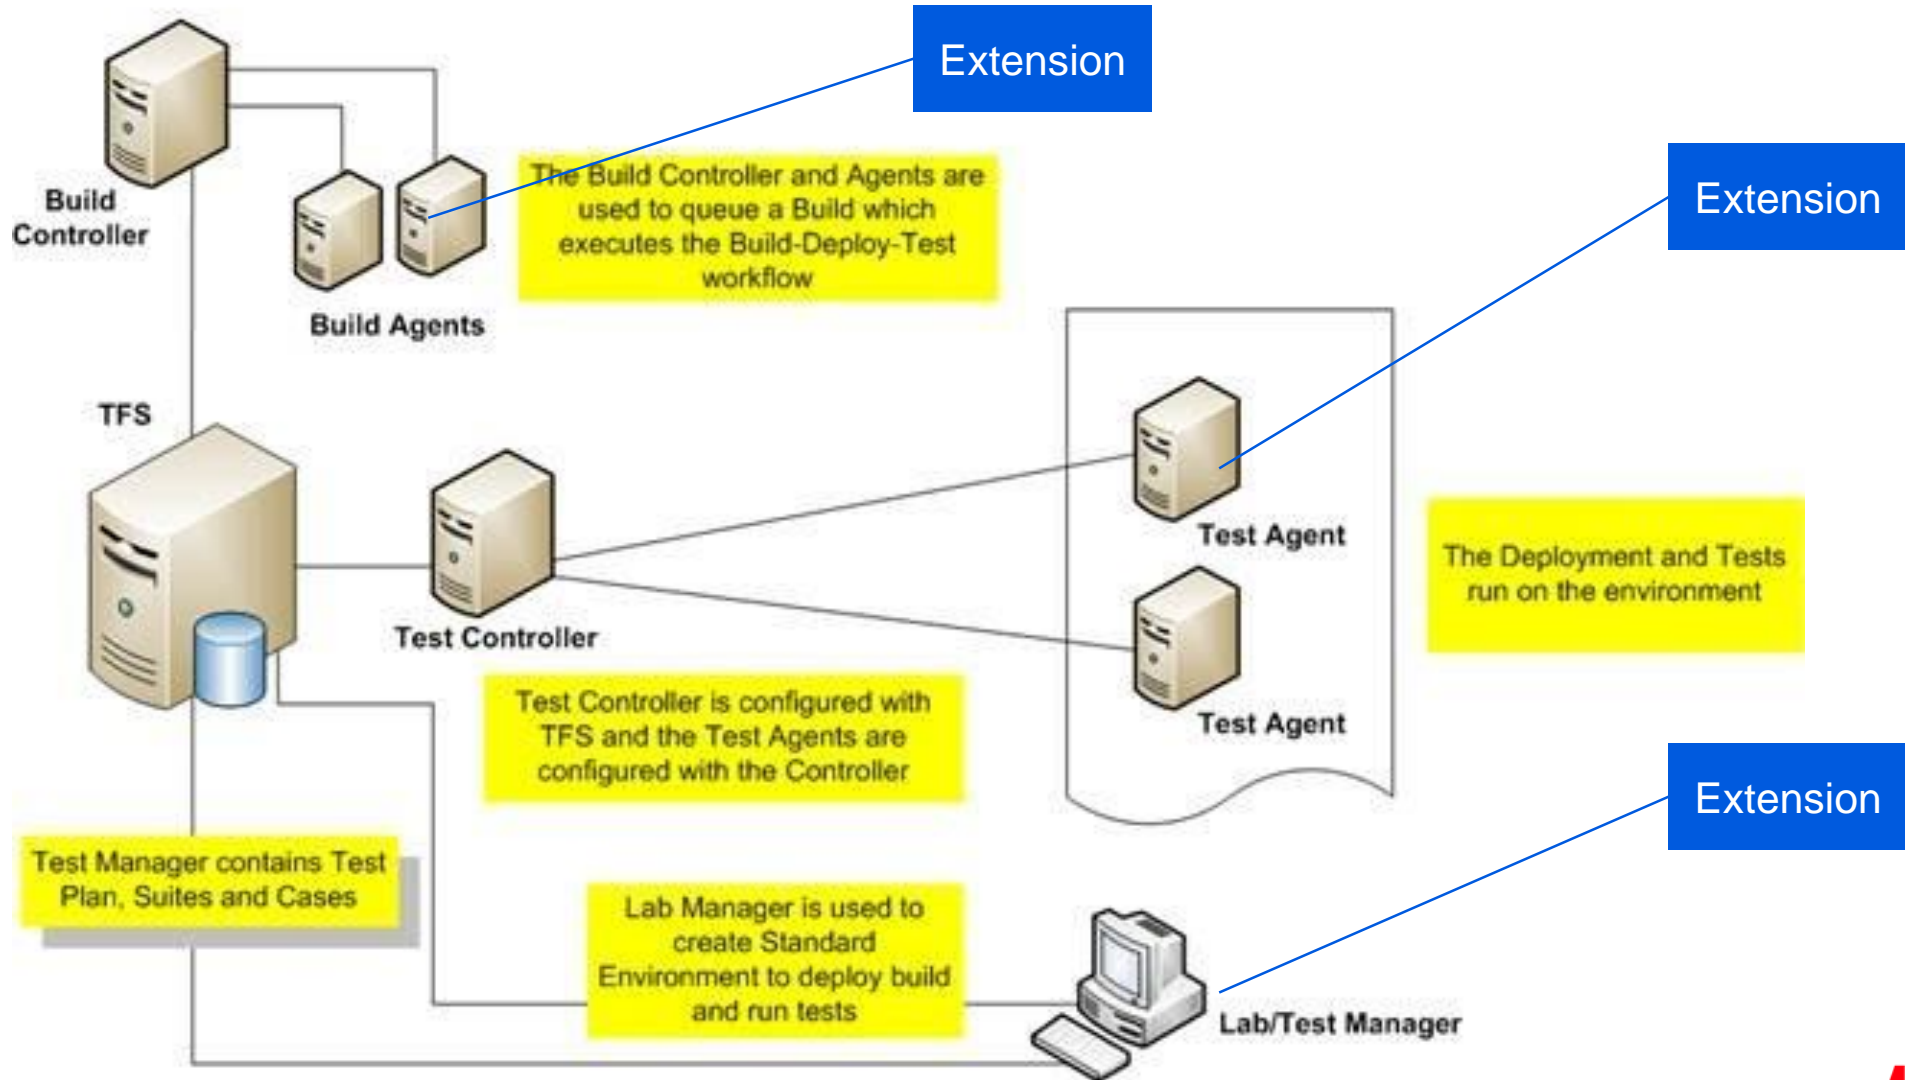 Extension
Extension
Build
Controller
The Build Controller and Agents are
used to queue a Build which
executes the Build-Deploy-Test
workflow
Build Agents
TFS
Test Agent
The Deployment and Tests
run on the environment
Test Controller
Test Controller is configured with
TFS and the Test Agents are
configured with the Controller
Test Agent
Extension
Test Manager contains Test
Plan, Suites and Cases
Lab Manager is used to
create Standard
Environment to deploy build
and run tests
Lab/Test Manager